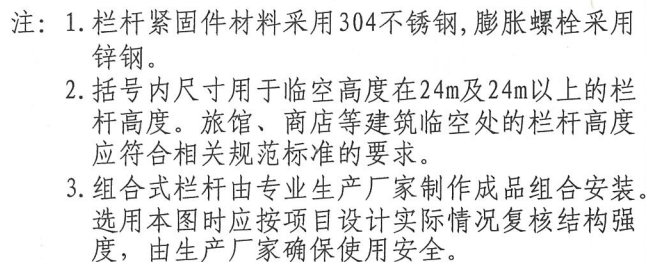 注：1.栏杆紧固件材料采用304不锈钢,膨胀螺栓采用
锌钢。
2.括号内尺寸用于临空高度在24m及24m以上的栏
杆高度。旅馆、商店等建筑临空处的栏杆高度
应符合相关规范标准的要求。
3.组合式栏杆由专业生产厂家制作成品组合安装。
选用本图时应按项目设计实际情况复核结构强
度，由生产厂家确保使用安全。